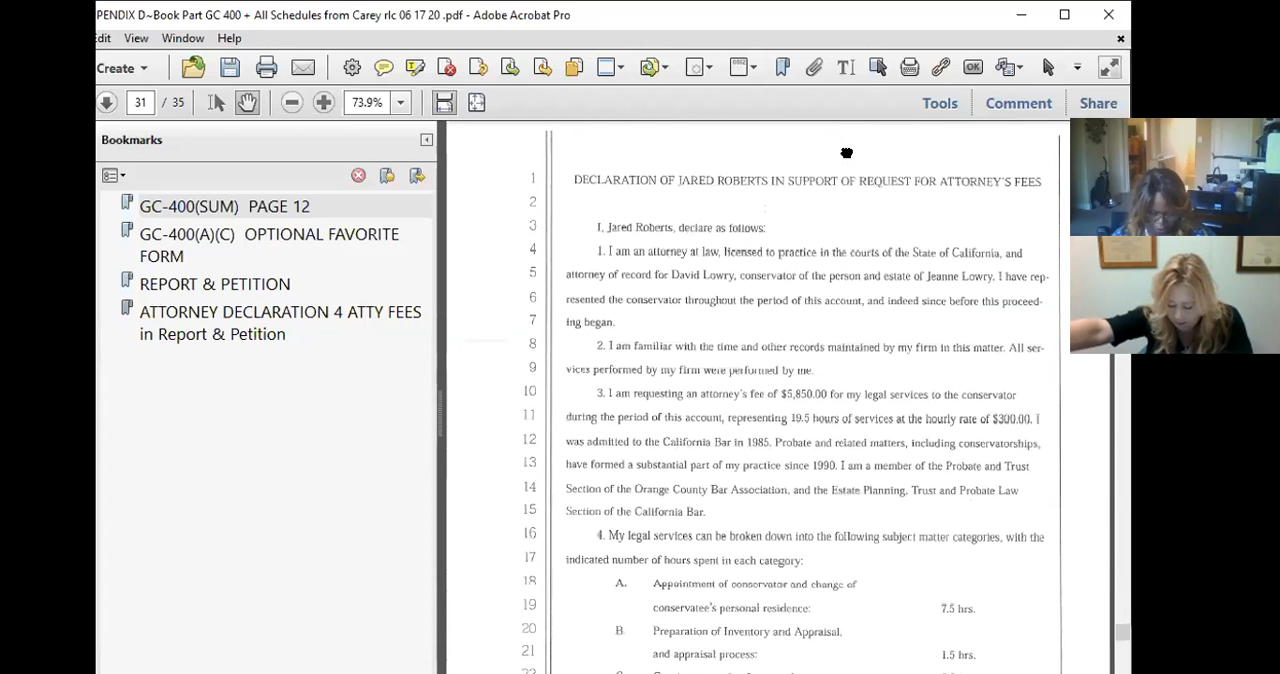 PENDIX D~Book Part GC 400 + All Schedules from Carey rlc 06 17 20 .pdf - Adobe Acrobat Pro
Edit View Window Help
Create
OK
31 / 35
73.9%
Tools Comment Share
Bookmarks
GC-400(SUM) PAGE 12
GC-400(A)(C) OPTIONAL FAVORITE
FORM
REPORT & PETITION
ATTORNEY DECLARATION 4 ATTY FEES
in Report & Petition
1 DECLARATION OF JARED ROBERTS IN SUPPORT OF REQUEST FOR ATTORNEY'S FEES
2
3 I, Jared Roberts, declare as follows:
4 1. I am an attorney at law, licensed to practice in the courts of the State of California, and
5 attorney of record for David Lowry, conservator of the person and estate of Jeanne Lowry. I have rep-
6 resented the conservator throughout the period of this account, and indeed since before this proceed-
7 ing began.
8 2. I am familiar with the time and other records maintained by my firm in this matter. All ser-
9 vices performed by my firm were performed by me.
10 3. I am requesting an attorney's fee of $5,850.00 for my legal services to the conservator
11 during the period of this account, representing 19.5 hours of services at the hourly rate of $300.00. I
12 was admitted to the California Bar in 1985. Probate and related matters, including conservatorships,
13 have formed a substantial part of my practice since 1990. I am a member of the Probate and Trust
14 Section of the Orange County Bar Association, and the Estate Planning, Trust and Probate Law
15 Section of the California Bar.
16 4. My legal services can be broken down into the following subject matter categories, with the
17 indicated number of hours spent in each category:
18 A. Appointment of conservator and change of
19 conservatee's personal residence: 7.5 hrs.
20 B. Preparation of Inventory and Appraisal,
21 and appraisal process: 1.5 hrs.